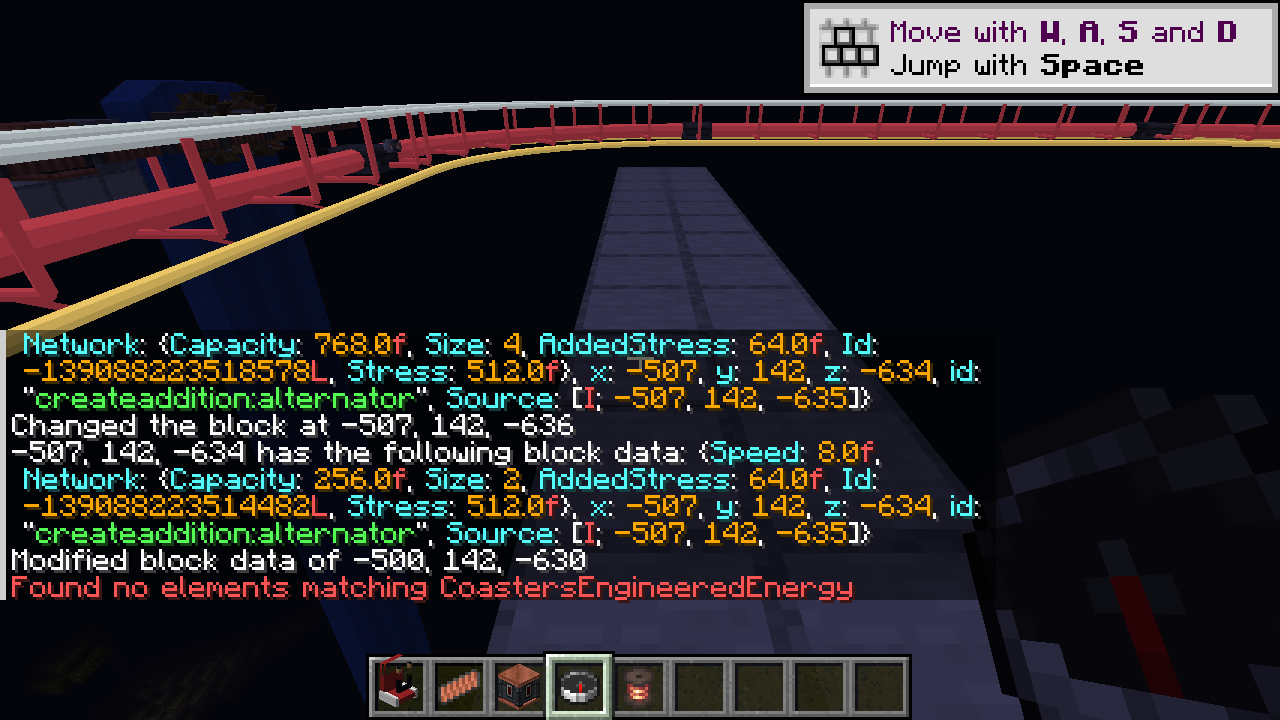 Move with W, A, S and D
Jump with Space
Network: {Capacity: 768.0f, Size: 4, AddedStress: 64.0f, Id:
-139088223518578L, Stress: 512.0f}, x: -507, y: 142, z: -634, id:
"createaddition:alternator", Source: [I; -507, 142, -635]}
Changed the block at -507, 142, -636
-507, 142, -634 has the following block data: {Speed: 8.0f,
Network: {Capacity: 256.0f, Size: 2, AddedStress: 64.0f, Id:
-139088223514482L, Stress: 512.0f}, x: -507, y: 142, z: -634, id:
"createaddition:alternator", Source: [I; -507, 142, -635]}
Modified block data of -500, 142, -630
Found no elements matching CoastersEngineeredEnergy